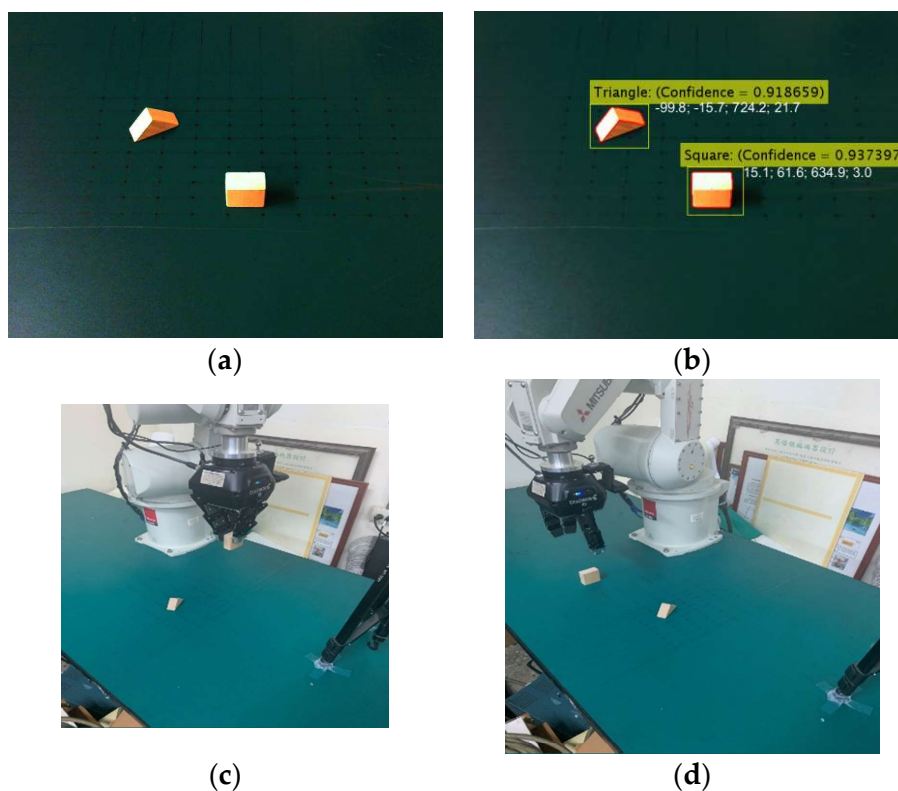 Triangle: (Confidence = 0.918659)
-99.8; -15.7; 724.2; 21.7
Square: (Confidence = 0.937397
15.1; 61.6; 634.9; 3.0
(a)
(b)
MITSUB
(c)
(d)